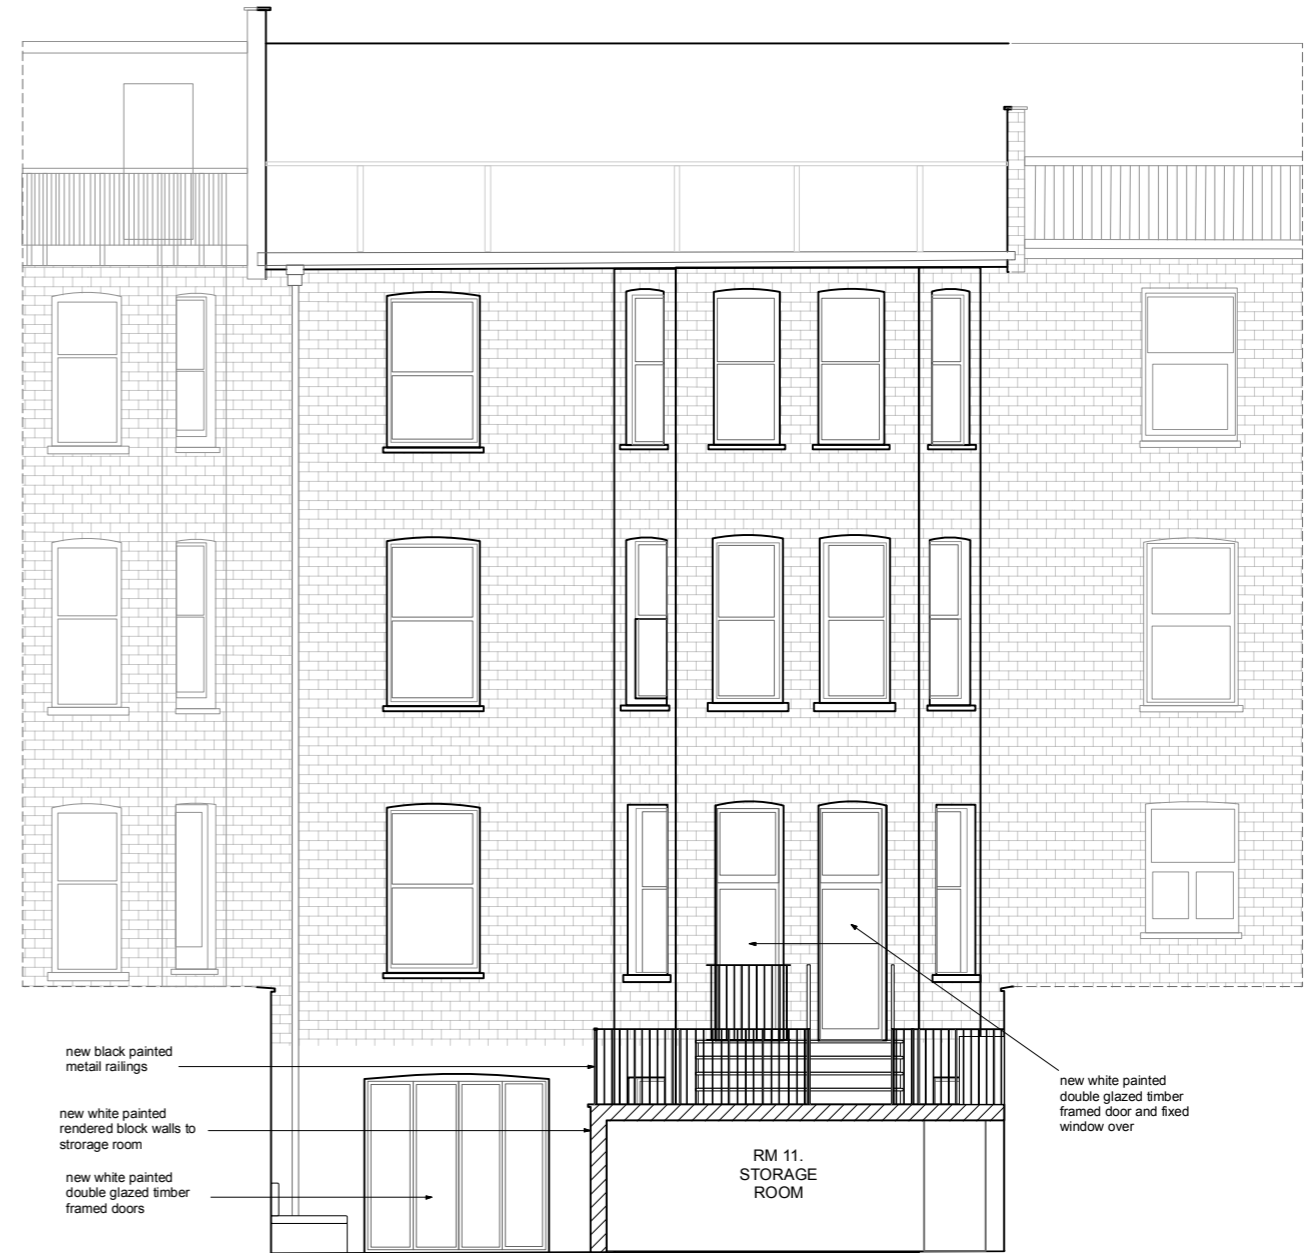 new black painted
metail railings
new white painted
rendered block walls to
strorage room
new white painted
double glazed timber
framed doors
RM 11.
STORAGE
ROOM
new white painted
double glazed timber
framed door and fixed
window over